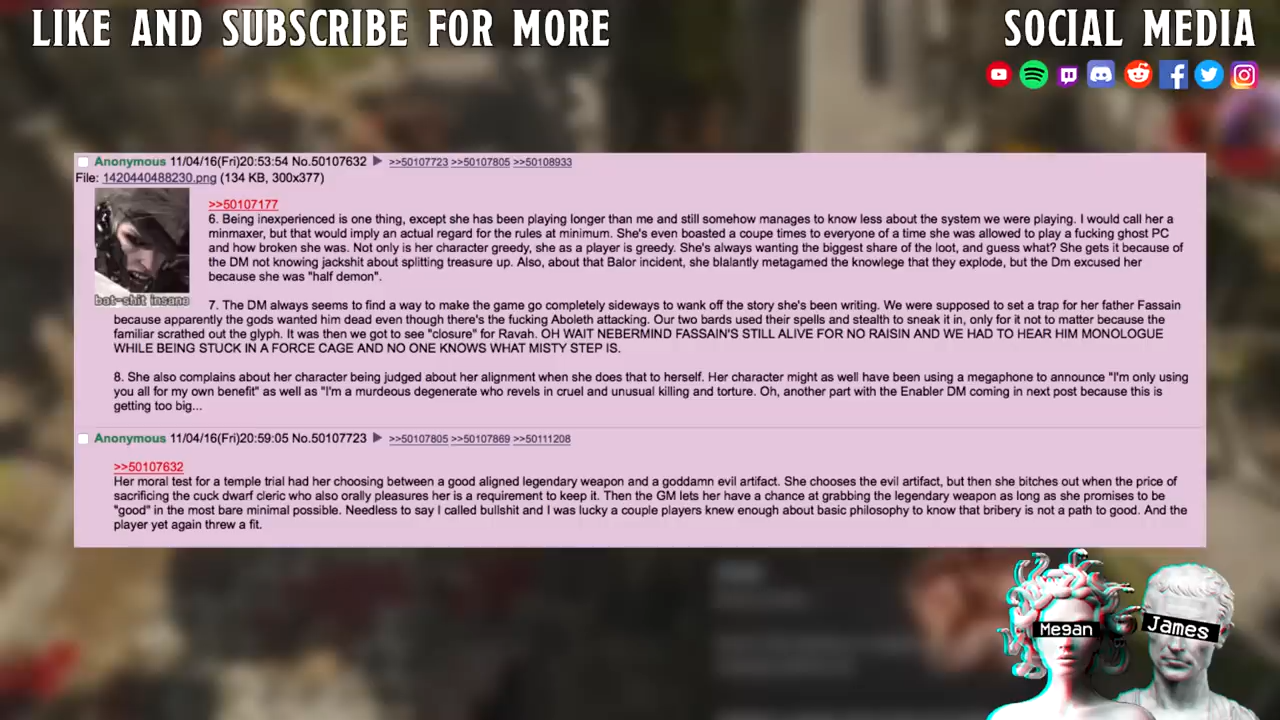 LIKE AND SUBSCRIBE FOR MORE
SOCIAL MEDIA
Anonymous 11/04/16(Fri)20:53:54 No.50107632 ▶ >>50107723 >>50107805 >>50108933
File: 1420440488230.png (134 KB, 300x377)
bat-shit insane
>>50107177
6. Being inexperienced is one thing, except she has been playing longer than me and still somehow manages to know less about the system we were playing. I would call her a
minmaxer, but that would imply an actual regard for the rules at minimum. She's even boasted a coupe times to everyone of a time she was allowed to play a fucking ghost PC
and how broken she was. Not only is her character greedy, she as a player is greedy. She's always wanting the biggest share of the loot, and guess what? She gets it because of
the DM not knowing jackshit about splitting treasure up. Also, about that Balor incident, she blalantly metagamed the knowlege that they explode, but the Dm excused her
because she was "half demon".
7. The DM always seems to find a way to make the game go completely sideways to wank off the story she's been writing. We were supposed to set a trap for her father Fassain
because apparently the gods wanted him dead even though there's the fucking Aboleth attacking. Our two bards used their spells and stealth to sneak it in, only for it not to matter because the
familiar scrathed out the glyph. It was then we got to see "closure" for Ravah. OH WAIT NEBERMIND FASSAIN'S STILL ALIVE FOR NO RAISIN AND WE HAD TO HEAR HIM MONOLOGUE
WHILE BEING STUCK IN A FORCE CAGE AND NO ONE KNOWS WHAT MISTY STEP IS.
8. She also complains about her character being judged about her alignment when she does that to herself. Her character might as well have been using a megaphone to announce "I'm only using
you all for my own benefit" as well as "I'm a murdeous degenerate who revels in cruel and unusual killing and torture. Oh, another part with the Enabler DM coming in next post because this is
getting too big...
Anonymous 11/04/16(Fri)20:59:05 No.50107723 ▶ >>50107805 >>50107869 >>50111208
>>50107632
Her moral test for a temple trial had her choosing between a good aligned legendary weapon and a goddamn evil artifact. She chooses the evil artifact, but then she bitches out when the price of
sacrificing the cuck dwarf cleric who also orally pleasures her is a requirement to keep it. Then the GM lets her have a chance at grabbing the legendary weapon as long as she promises to be
"good" in the most bare minimal possible. Needless to say I called bullshit and I was lucky a couple players knew enough about basic philosophy to know that bribery is not a path to good. And the
player yet again threw a fit.
Megan
James